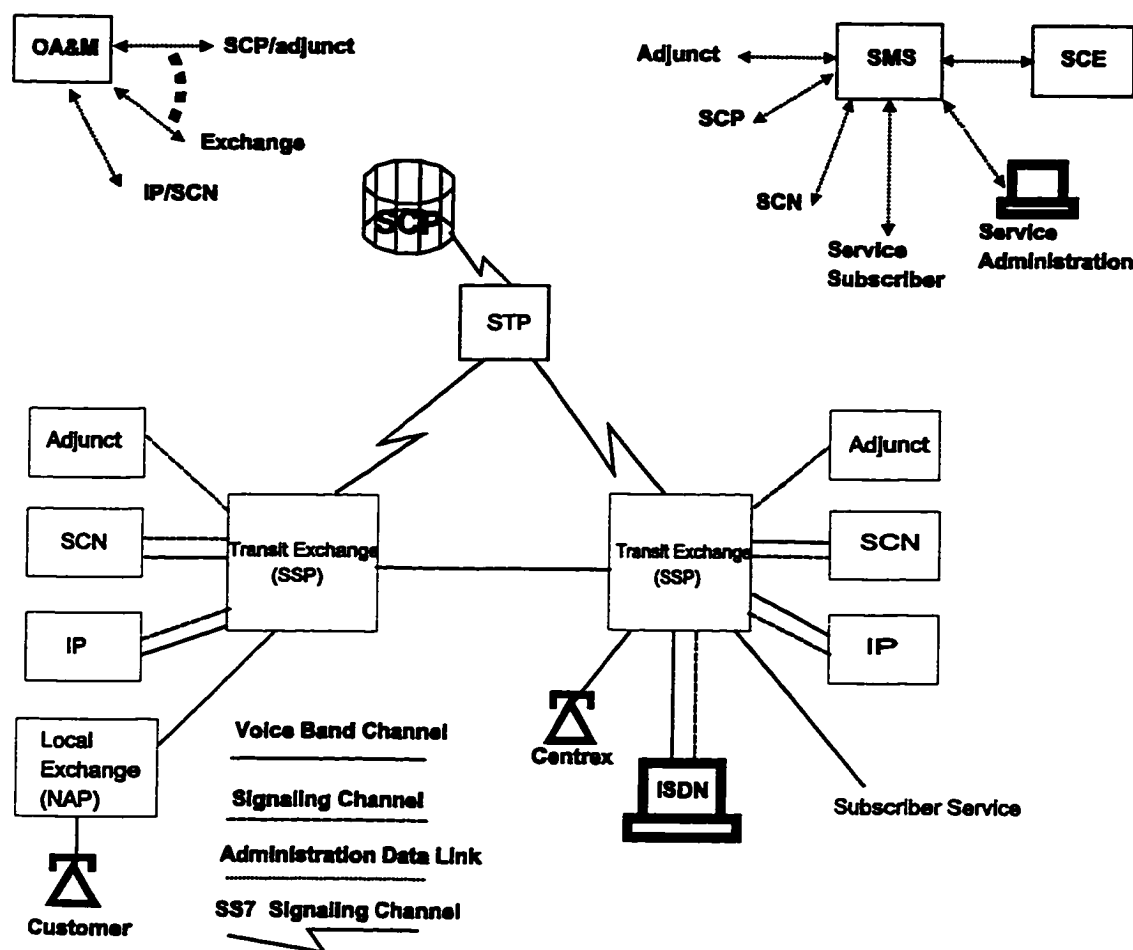 OA&M
SCP/adjunct
Exchange
IP/SCN
Adjunct
SMS
SCE
SCP
SCN
Service
Subscriber
Service
Administration
SCP
STP
Adjunct
Adjunct
SCN
Transit Exchange
(SSP)
Transit Exchange
(SSP)
SCN
IP
IP
Local
Exchange
(NAP)
Voice Band Channel
Centrex
ISDN
Signaling Channel
Subscriber Service
Administration Data Link
SS7 Signaling Channel
Customer